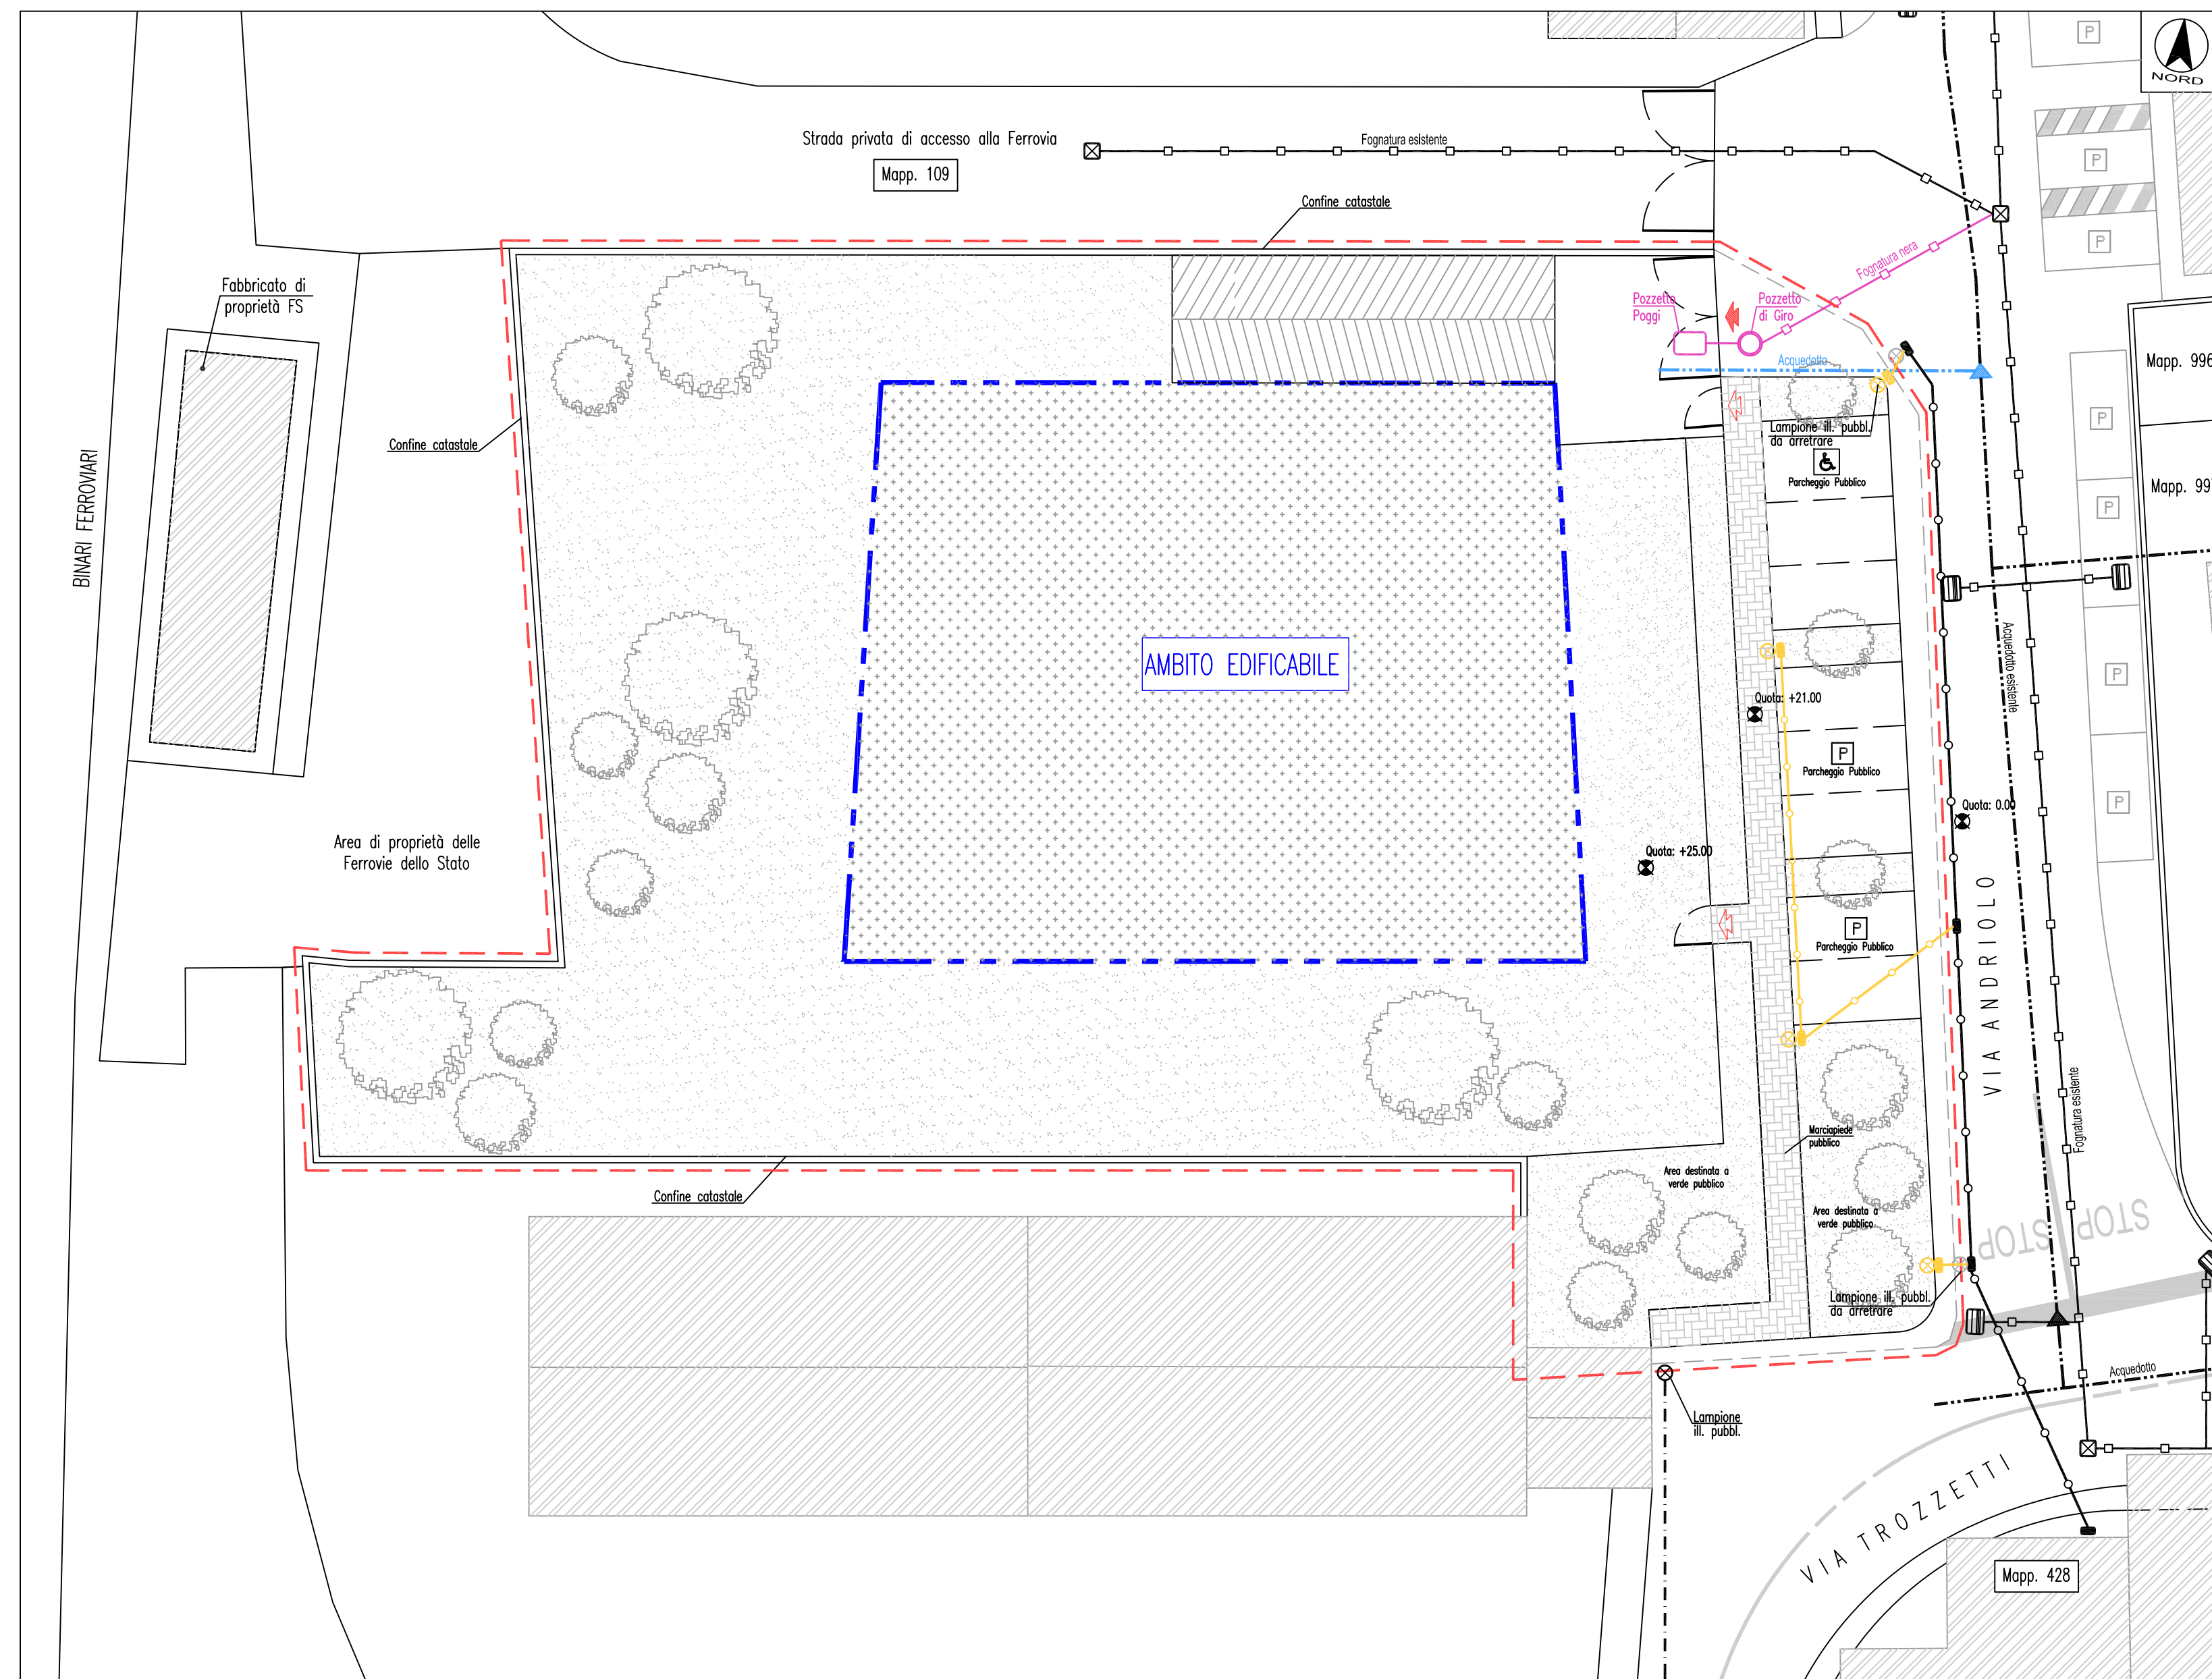 P
NORD
Strada privata di accesso alla Ferrovia
Fognatura esistente
Mapp. 109
P
Confine catastale
P
Fognatura nera
Fabbricato di
proprietà FS
Pozzetto
Poggi
Pozzetto
di Giro
Acquedotto
Mapp. 996
P
Lampione ill. pubbl.
da arretrare
Confine catastale
Parcheggio Pubblico
Mapp. 99
P
BINARI FERROVIARI
AMBITO EDIFICABILE
Acquedotto esistente
P
Quota: +21.00
P
Parcheggio Pubblico
Quota: 0.00
P
Area di proprietà delle
Ferrovie dello Stato
Quota: +25.00
P
Parcheggio Pubblico
VIA ANDRIOLO
Fognatura esistente
Marciapiede
pubblico
Area destinata a
verde pubblico
Confine catastale
Area destinata a
verde pubblico
STOP
STOP
Lampione ill. pubbl.
da arretrare
Acquedotto
Lampione
ill. pubbl.
VIA TROZZETTI
Mapp. 428